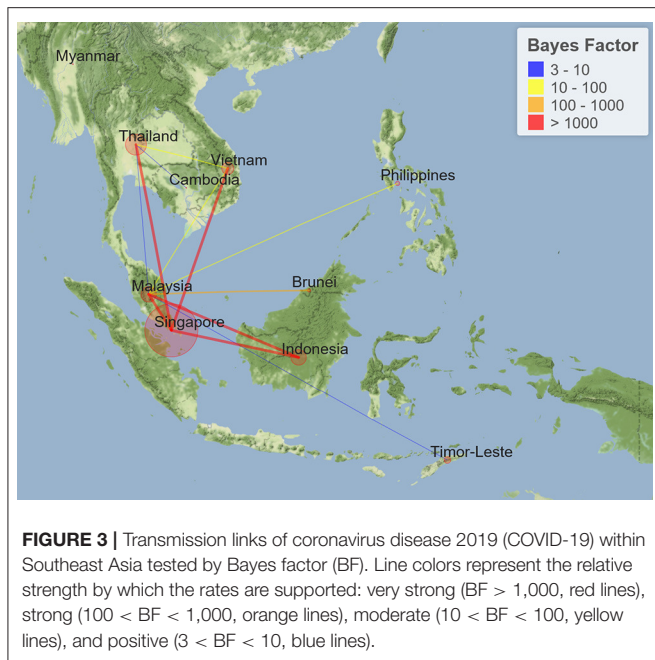 Myanmar
Bayes Factor
3 - 10
10 - 100
100 - 1000
> 1000
Thailand
Vietnam
Cambodia
Philippines
Malaysia
Brunei
Singapore
Indonesia
Timor-Leste
FIGURE 3 | Transmission links of coronavirus disease 2019 (COVID-19) within
Southeast Asia tested by Bayes factor (BF). Line colors represent the relative
strength by which the rates are supported: very strong (BF > 1,000, red lines),
strong (100 < BF < 1,000, orange lines), moderate (10 < BF < 100, yellow
lines), and positive (3 < BF < 10, blue lines).